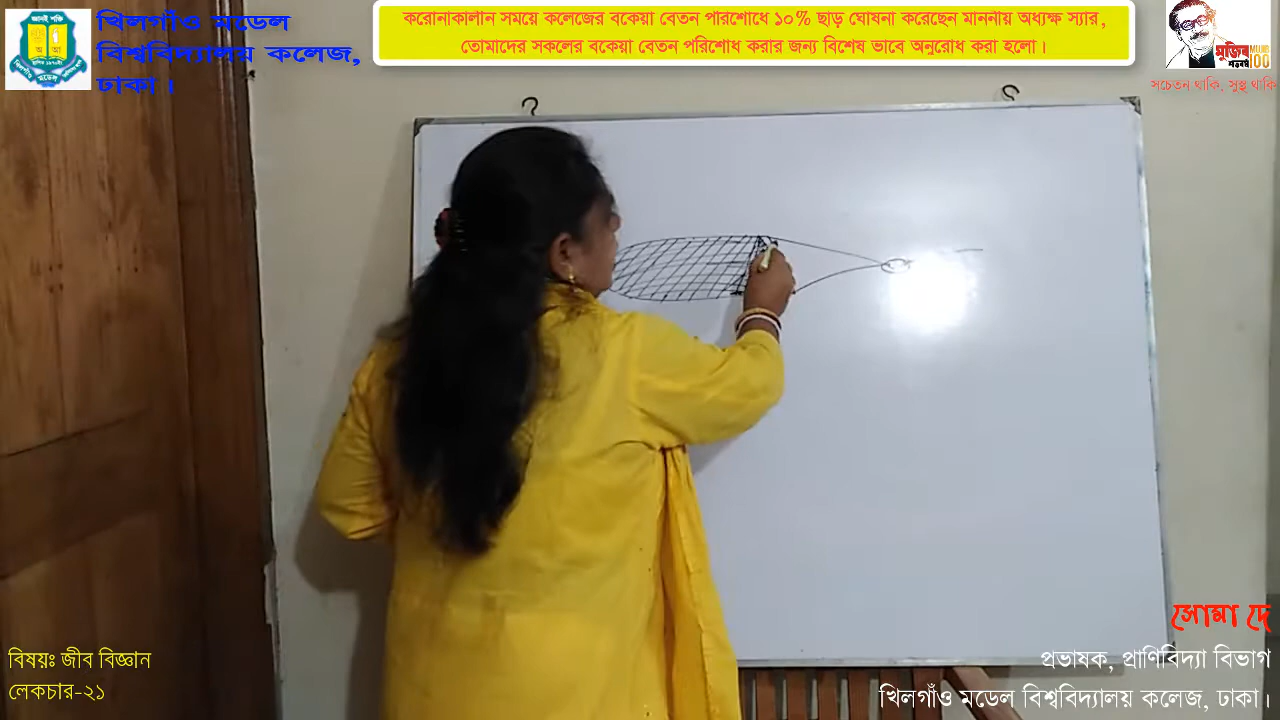 খিলগাঁও মডেল
বিশ্ববিদ্যালয় কলেজ,
ঢাকা।
করোনাকালীন সময়ে কলেজের বকেয়া বেতন পরিশোধে ১০% ছাড় ঘোষনা করেছেন মাননীয় অধ্যক্ষ স্যার,
তোমাদের সকলের বকেয়া বেতন পরিশোধ করার জন্য বিশেষ ভাবে অনুরোধ করা হলো।
মুজিব
শতবর্ষ
100
সচেতন থাকি, সুস্থ থাকি
বিষয়ঃ জীব বিজ্ঞান
লেকচার-২১
সোমা দে
প্রভাষক, প্রাণিবিদ্যা বিভাগ
খিলগাঁও মডেল বিশ্ববিদ্যালয় কলেজ, ঢাকা।